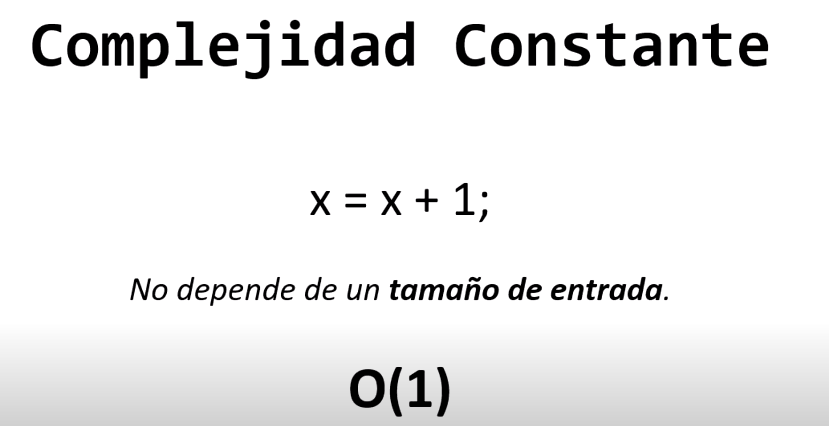 Complejidad Constante
x = x + 1;
No depende de un tamaño de entrada.
O(1)